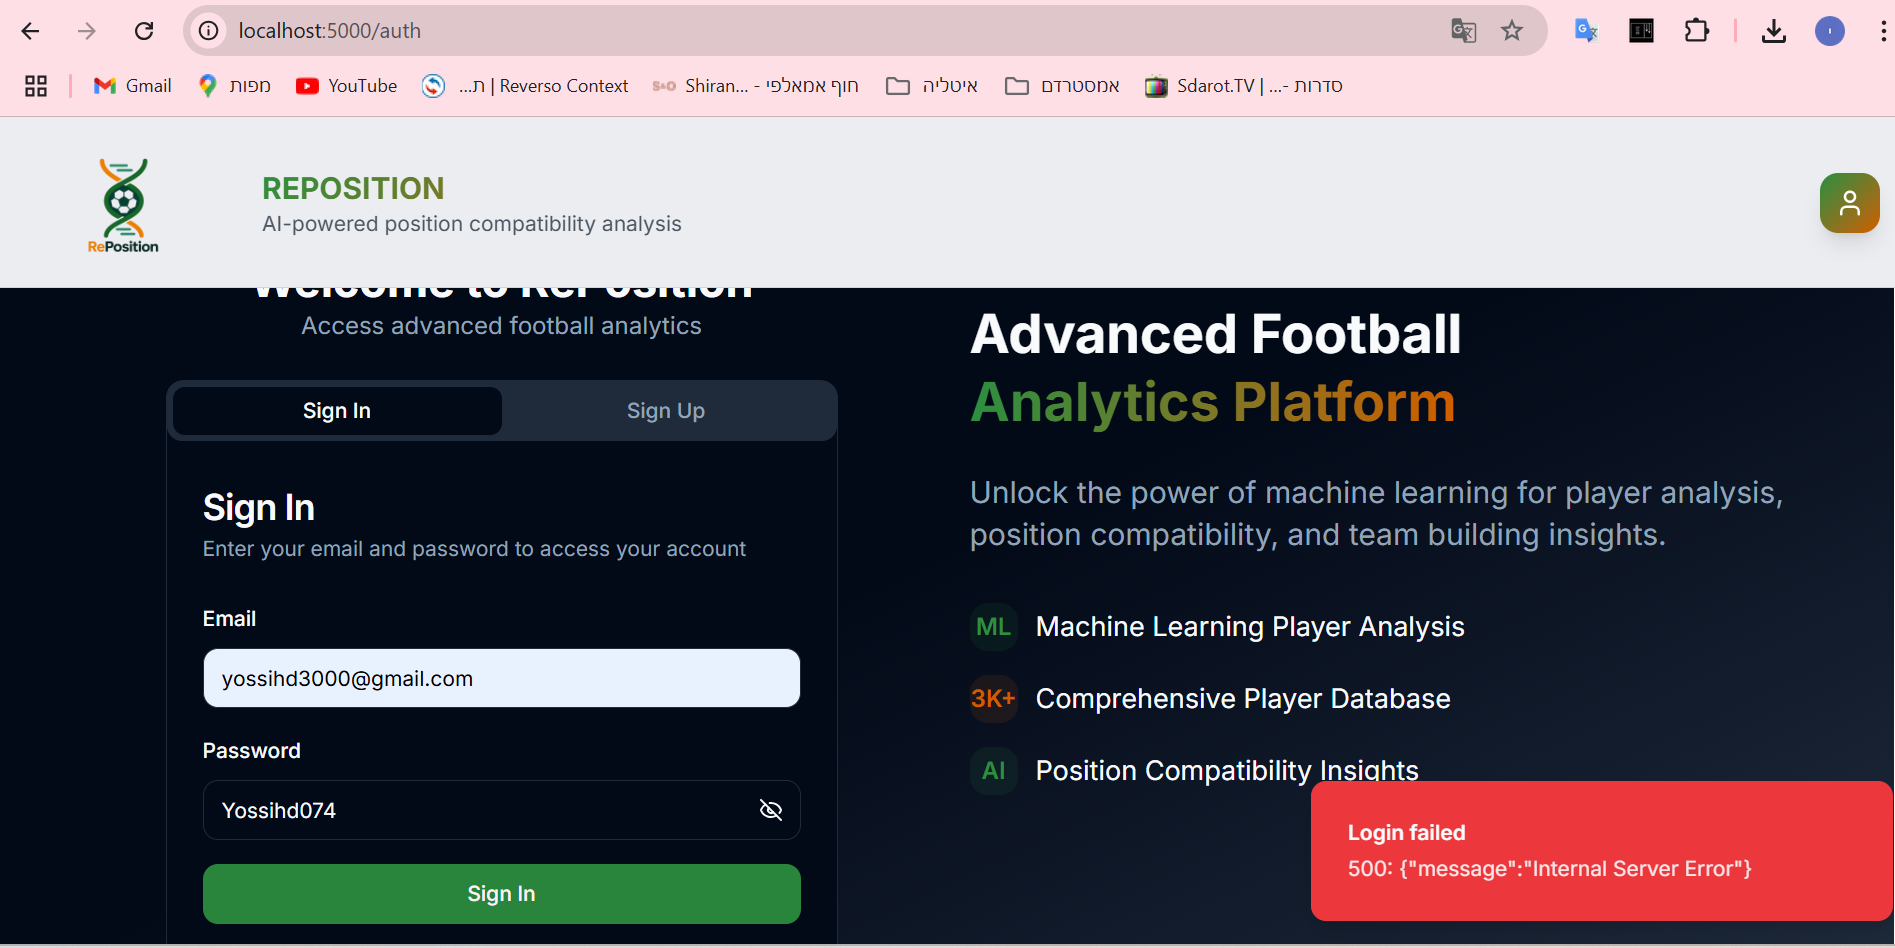 localhost:5000/auth
Gmail
מפות
YouTube
...ת | Reverso Context
S&O
Shiran... - חוף אמאלפי
איטליה
אמסטרדם
Sdarot.TV | ...- סדרות
RePosition
REPOSITION
AI-powered position compatibility analysis
Welcome to RePosition
Access advanced football analytics
Sign In
Sign Up
Sign In
Enter your email and password to access your account
Email
yossihd3000@gmail.com
Password
Yossihd074
Sign In
Advanced Football
Analytics Platform
Unlock the power of machine learning for player analysis,
position compatibility, and team building insights.
ML Machine Learning Player Analysis
3K+ Comprehensive Player Database
AI Position Compatibility Insights
Login failed
500: {"message":"Internal Server Error"}